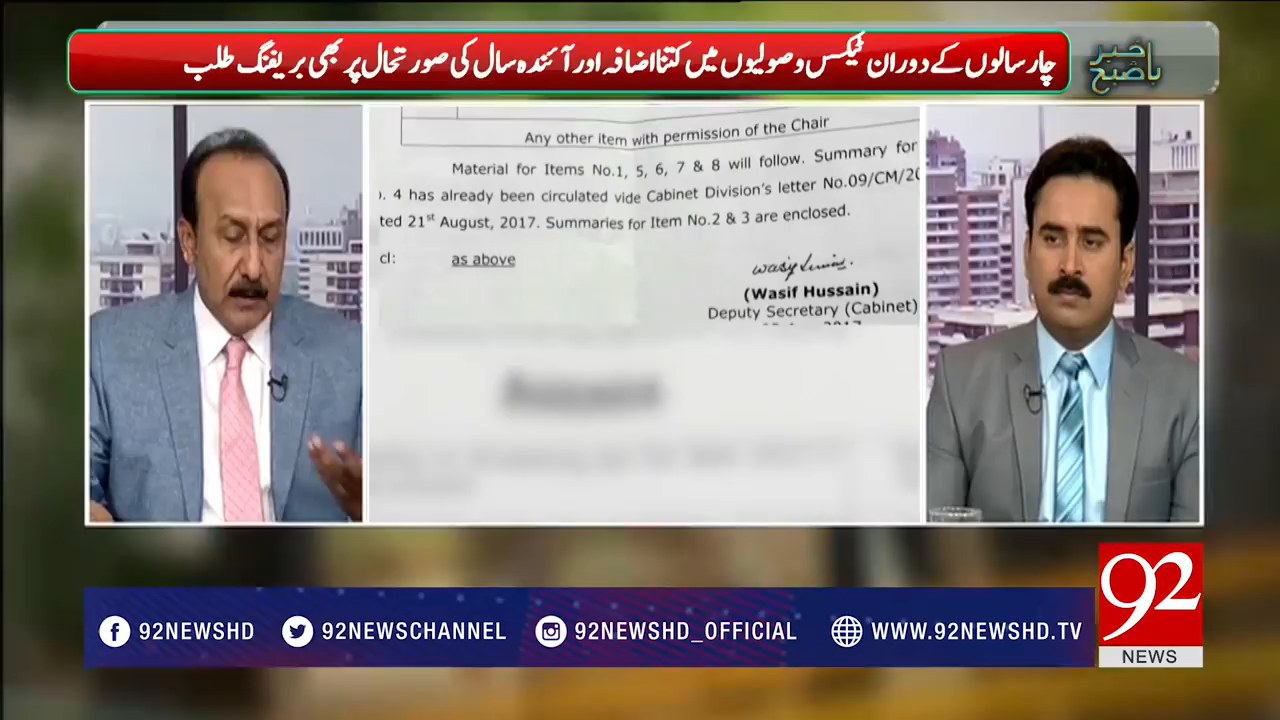 چار سالوں کے دوران ٹیکس وصولیوں میں کتنا اضافہ اور آئندہ سال کی صورتحال پر بھی بریفنگ طلب
باخبر صبح
Any other item with permission of the Chair
Material for Items No.1, 5, 6, 7 & 8 will follow. Summary for
. 4 has already been circulated vide Cabinet Division's letter No.09/CM/20
ted 21st August, 2017. Summaries for Item No.2 & 3 are enclosed.
cl: as above
(Wasif Hussain)
Deputy Secretary (Cabinet)
2017
92NEWSHD
92NEWSCHANNEL
92NEWSHD_OFFICIAL
WWW.92NEWSHD.TV
92
NEWS